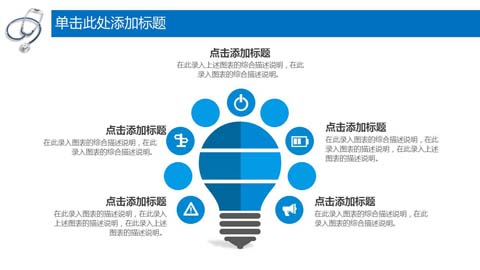 单击此处添加标题
点击添加标题
在此录入上述图表的综合描述说明，在此
录入图表的综合描述说明。
点击添加标题
在此录入图表的综合描述说明，在此
录入图表的综合描述说明。
点击添加标题
在此录入图表的综合描述说明，在此录
入图表的综合描述说明，在此录入上述
图表的综合描述说明。
点击添加标题
在此录入图表的描述说明，在此录入
上述图表的描述说明，在此录入上述
图表的描述说明。
点击添加标题
在此录入图表的综合描述说明，在此
录入图表的综合描述说明。